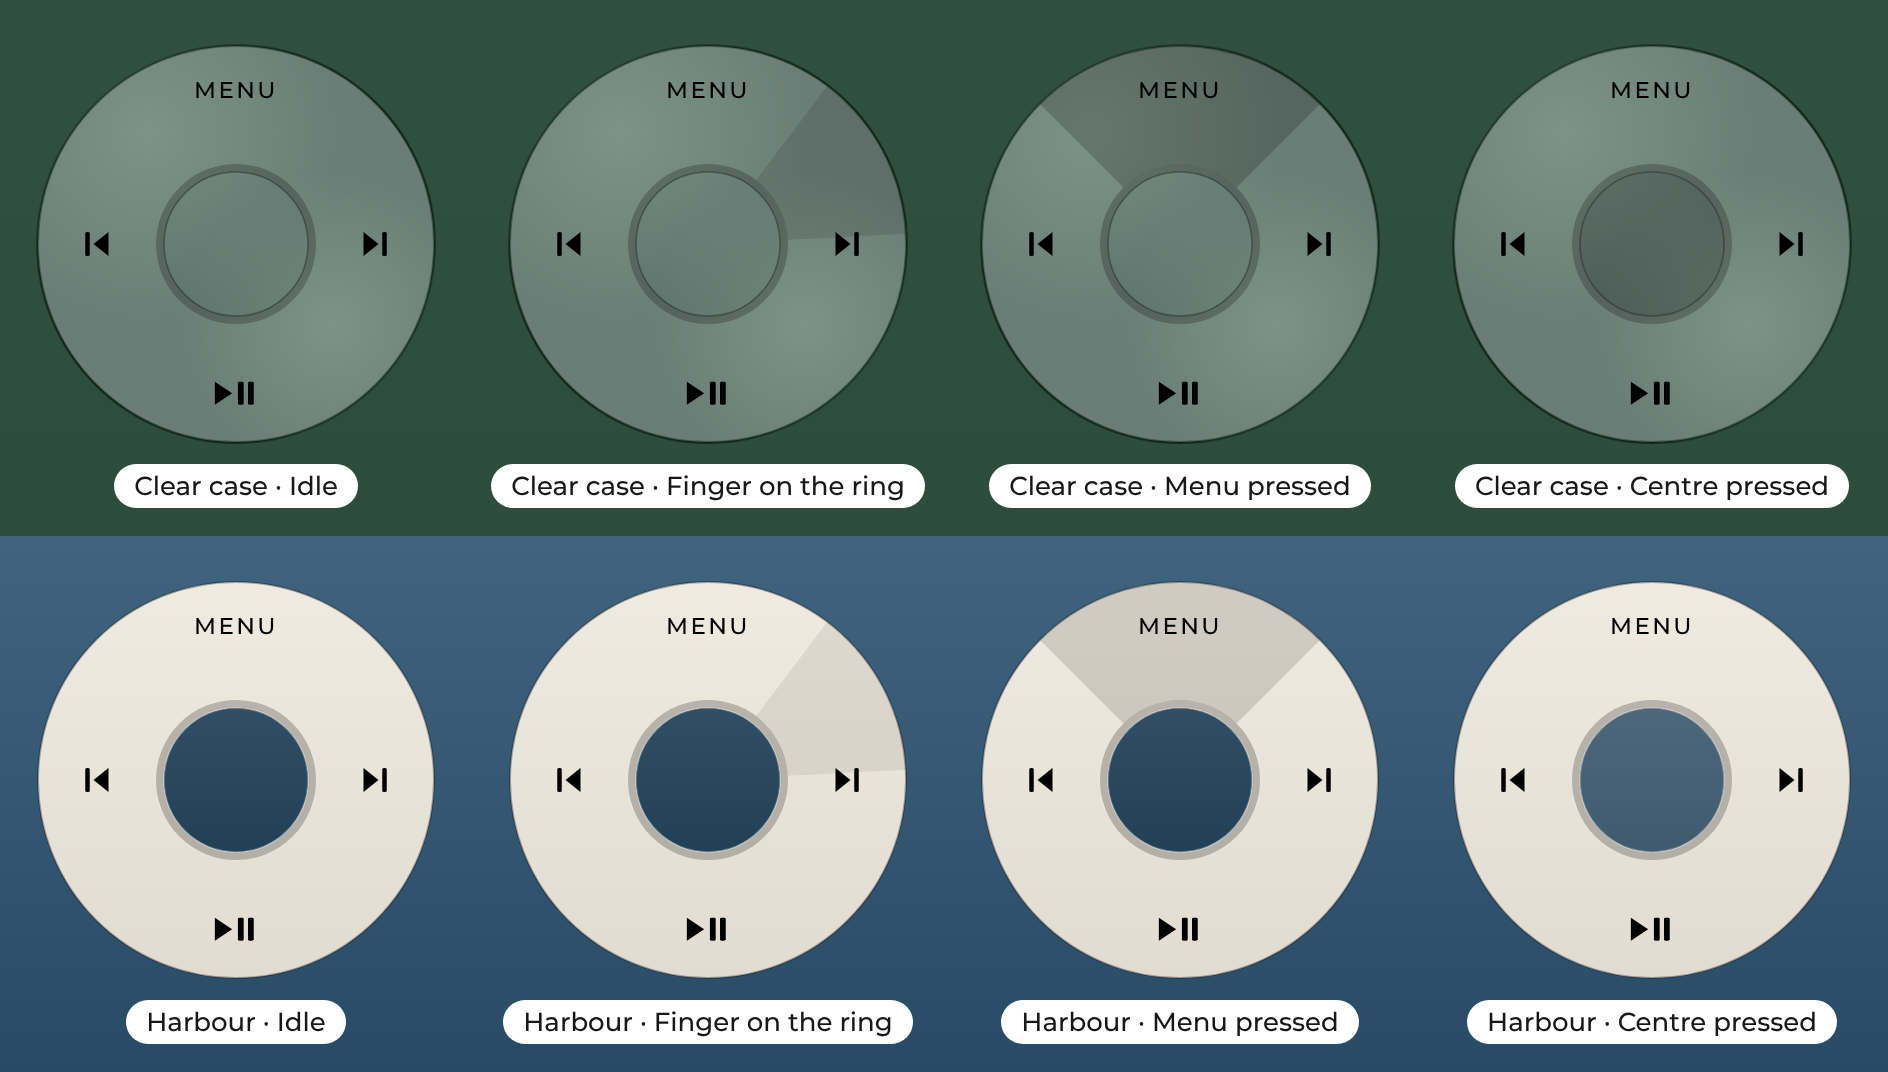 MENU
MENU
MENU
MENU
Clear case · Idle
Clear case · Finger on the ring
Clear case · Menu pressed
Clear case · Centre pressed
MENU
MENU
MENU
MENU
Harbour · Idle
Harbour · Finger on the ring
Harbour · Menu pressed
Harbour · Centre pressed